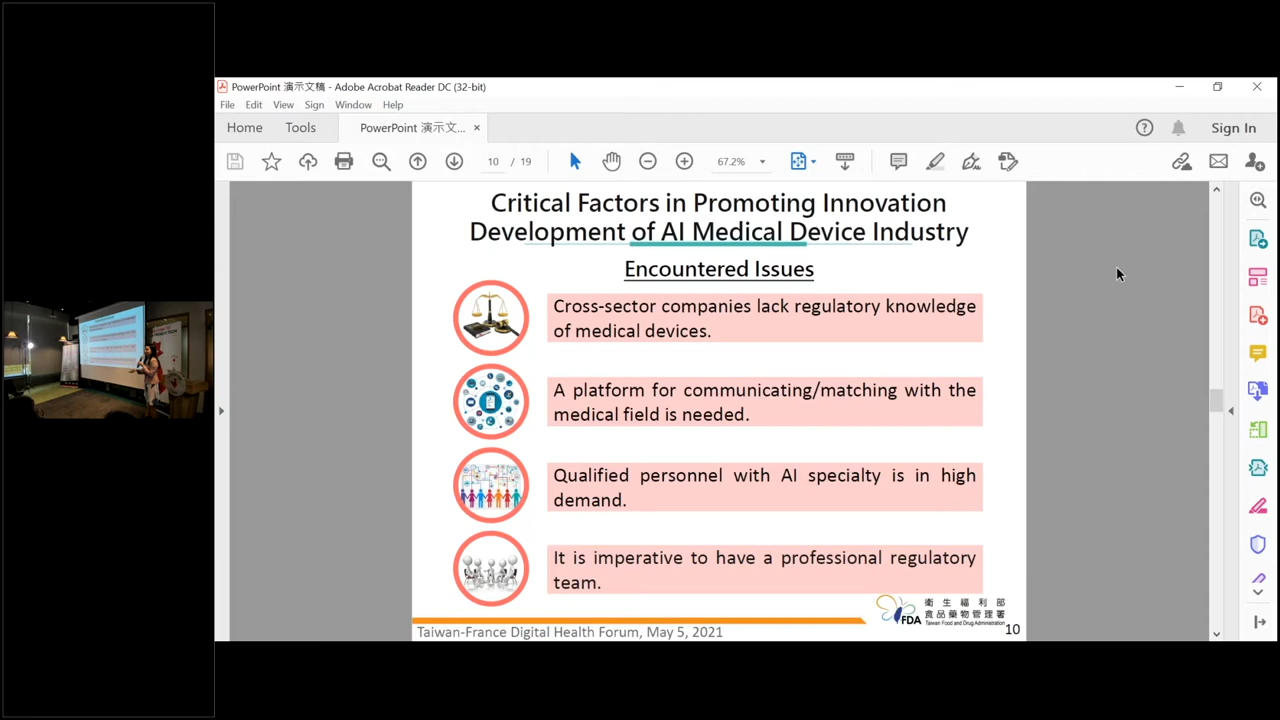 PowerPoint 演示文稿 - Adobe Acrobat Reader DC (32-bit)
File Edit View Sign Window Help
Home Tools PowerPoint 演示文... × Sign In
10 / 19 67.2%
Critical Factors in Promoting Innovation
Development of AI Medical Device Industry
Encountered Issues
Cross-sector companies lack regulatory knowledge
of medical devices.
A platform for communicating/matching with the
medical field is needed.
Qualified personnel with AI specialty is in high
demand.
It is imperative to have a professional regulatory
team.
FDA
衛生福利部
食品藥物管理署
Taiwan Food and Drug Administration
Taiwan-France Digital Health Forum, May 5, 2021
10